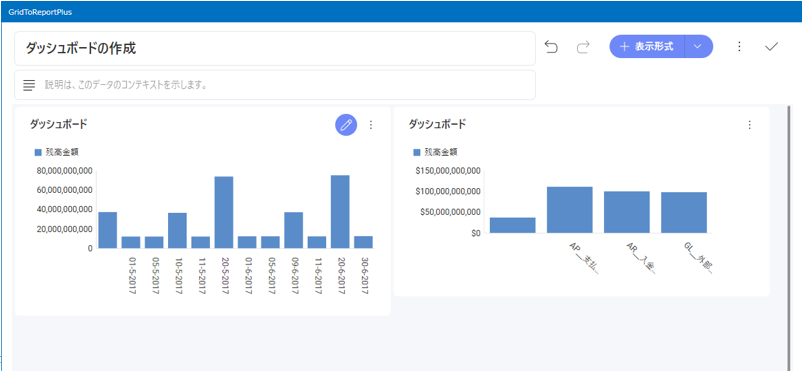 GridToReportPlus
ダッシュボードの作成
表示形式
説明は、このデータのコンテキストを示します。
ダッシュボード
残高金額
80,000,000,000
60,000,000,000
40,000,000,000
20,000,000,000
0
01-5-2017
05-5-2017
10-5-2017
11-5-2017
20-5-2017
01-6-2017
05-6-2017
09-6-2017
11-6-2017
20-6-2017
30-6-2017
ダッシュボード
残高金額
$150,000,000,000
$100,000,000,000
$50,000,000,000
$0
AP__支払...
AR__入金...
GL__外部...